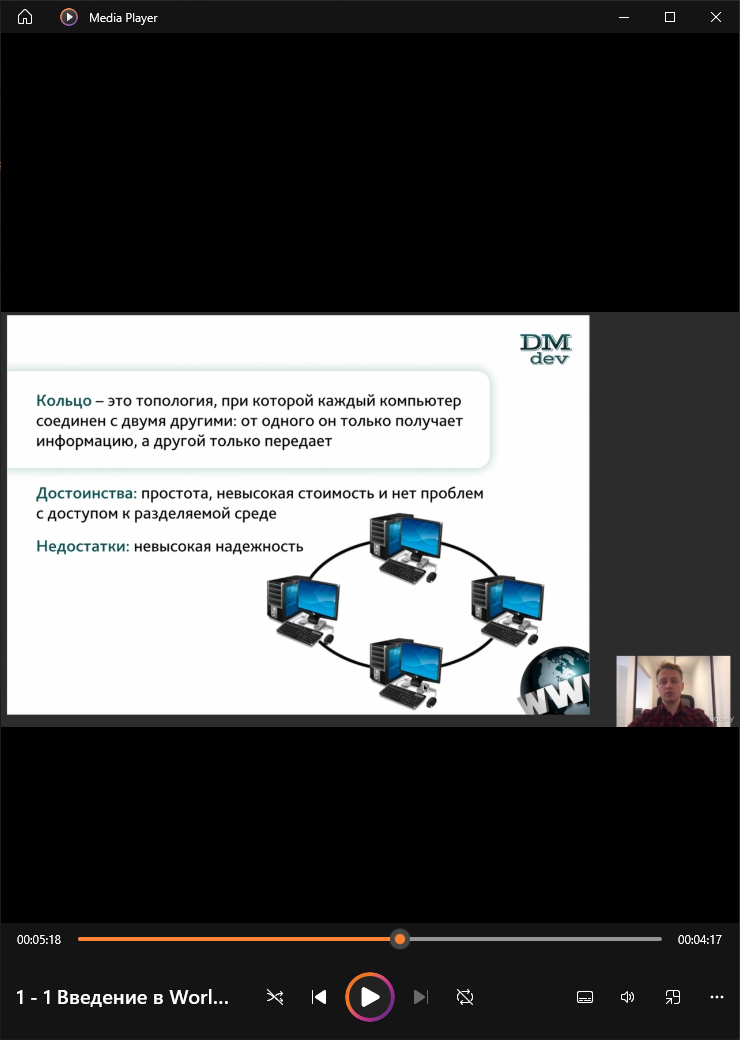 Media Player
DM
dev
Кольцо – это топология, при которой каждый компьютер
соединен с двумя другими: от одного он только получает
информацию, а другой только передает
Достоинства: простота, невысокая стоимость и нет проблем
с доступом к разделяемой среде
Недостатки: невысокая надежность
00:05:18
00:04:17
1 - 1 Введение в Worl...